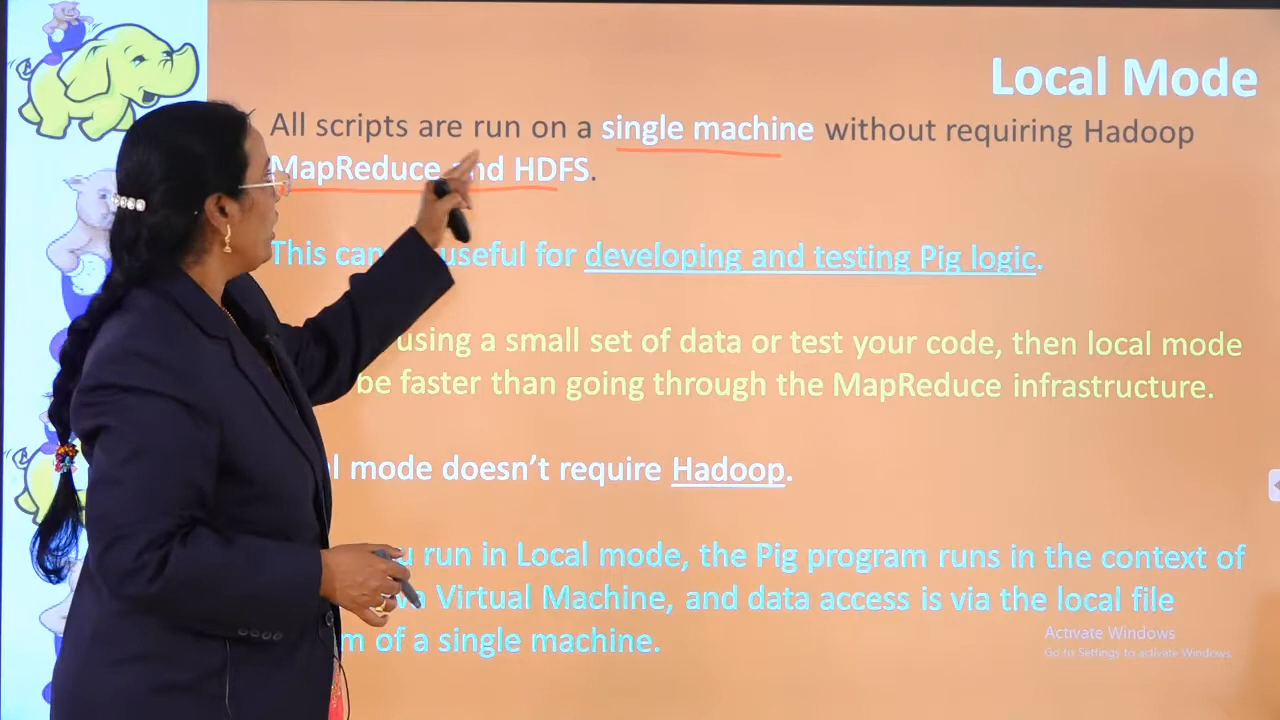 Local Mode
All scripts are run on a single machine without requiring Hadoop
MapReduce and HDFS.
This can useful for developing and testing Pig logic.
using a small set of data or test your code, then local mode
be faster than going through the MapReduce infrastructure.
mode doesn't require Hadoop.
run in Local mode, the Pig program runs in the context of
Virtual Machine, and data access is via the local file
of a single machine.
Activate Windows
Go to Settings to activate Windows.